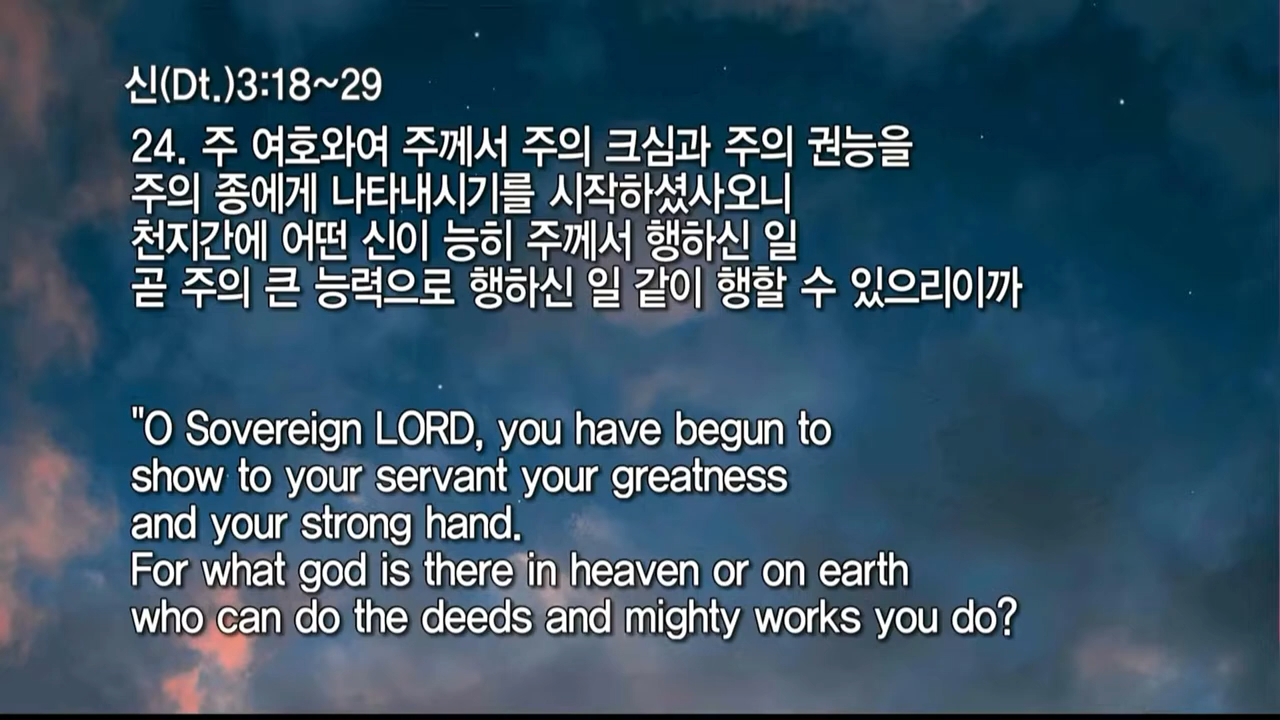 신(Dt.)3:18~29
24. 주 여호와여 주께서 주의 크심과 주의 권능을
주의 종에게 나타내시기를 시작하셨사오니
천지간에 어떤 신이 능히 주께서 행하신 일
곧 주의 큰 능력으로 행하신 일 같이 행할 수 있으리이까
"O Sovereign LORD, you have begun to
show to your servant your greatness
and your strong hand.
For what god is there in heaven or on earth
who can do the deeds and mighty works you do?